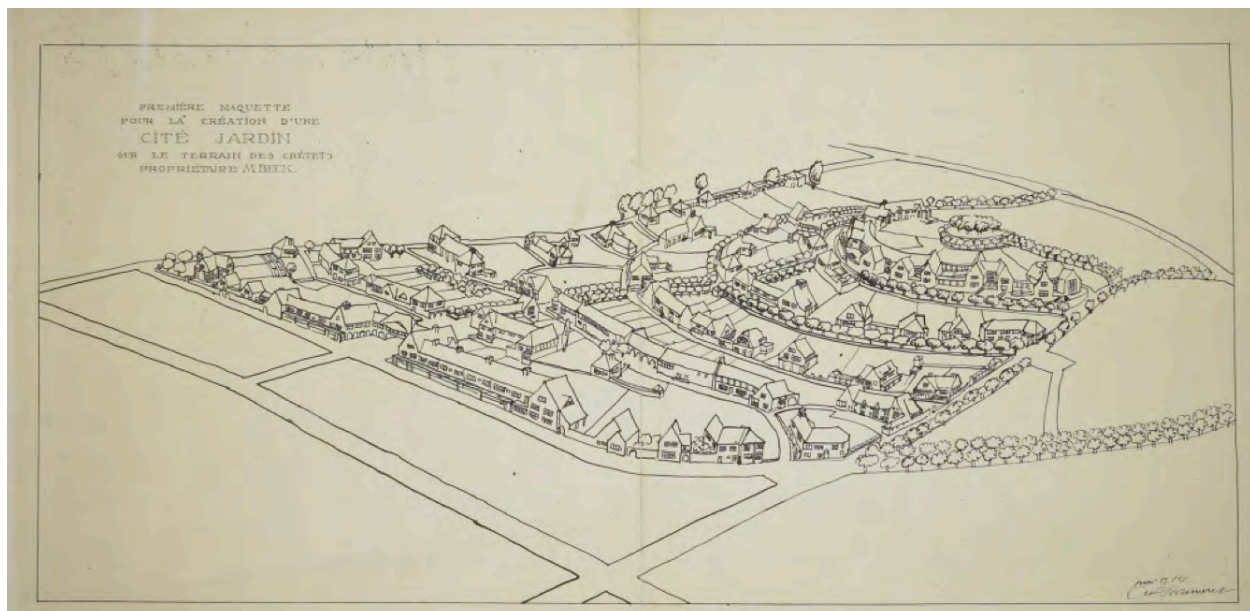 PREMIÈRE MAQUETTE
POUR LA CRÉATION D'UNE
CITÉ JARDIN
SUR LE TERRAIN DES CRÉTETS
PROPRIÉTAIRE M. BECK.